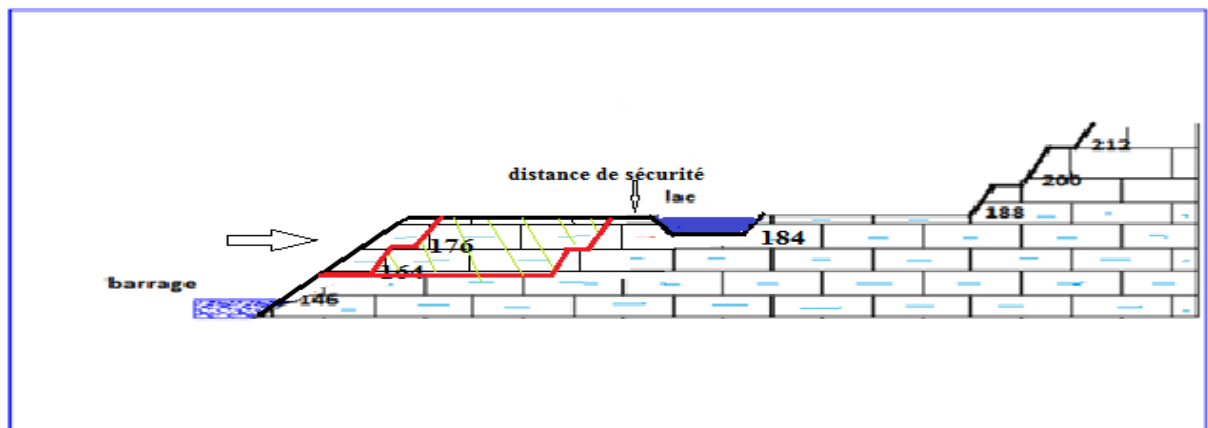 212
distance de sécurité
200
lac
188
176
184
164
barrage
146